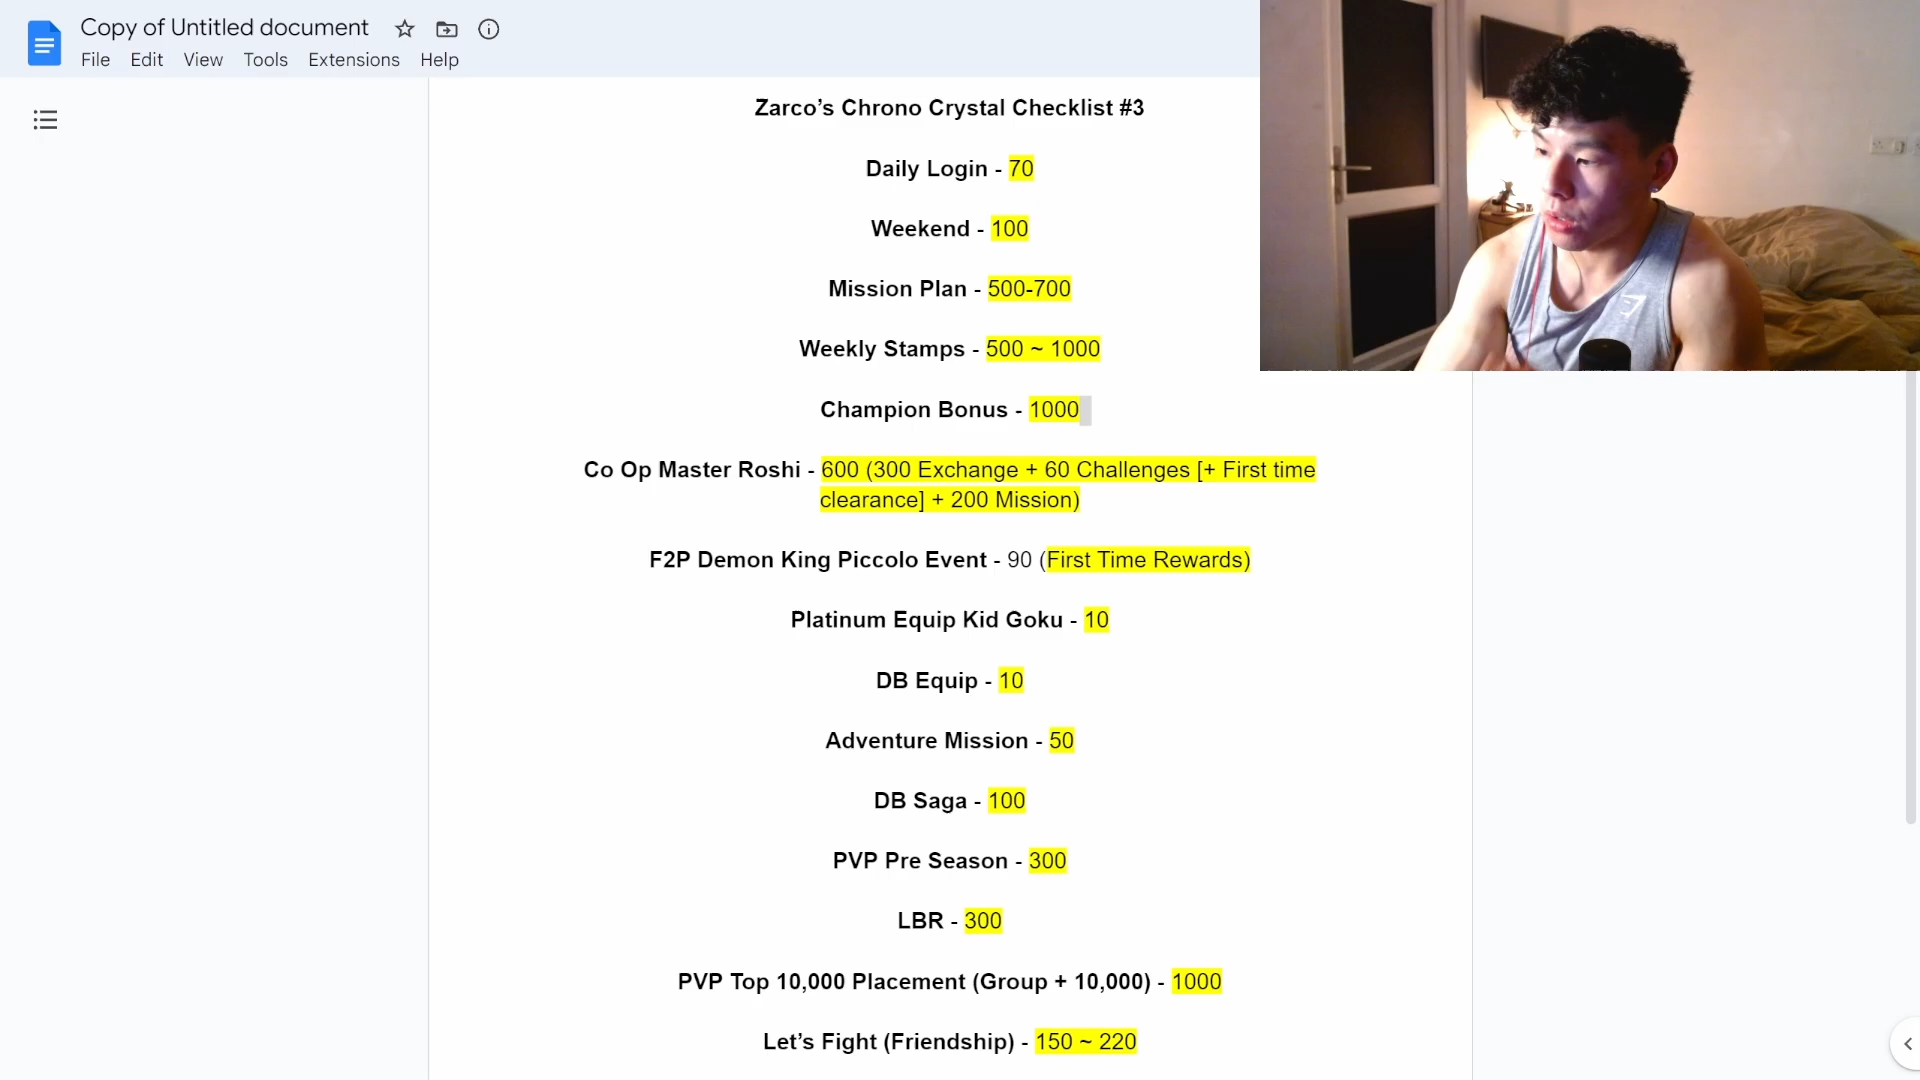 Copy of Untitled document
File Edit View Tools Extensions Help
Zarco’s Chrono Crystal Checklist #3
Daily Login - 70
Weekend - 100
Mission Plan - 500-700
Weekly Stamps - 500 ~ 1000
Champion Bonus - 1000
Co Op Master Roshi - 600 (300 Exchange + 60 Challenges [+ First time
clearance] + 200 Mission)
F2P Demon King Piccolo Event - 90 (First Time Rewards)
Platinum Equip Kid Goku - 10
DB Equip - 10
Adventure Mission - 50
DB Saga - 100
PVP Pre Season - 300
LBR - 300
PVP Top 10,000 Placement (Group + 10,000) - 1000
Let’s Fight (Friendship) - 150 ~ 220